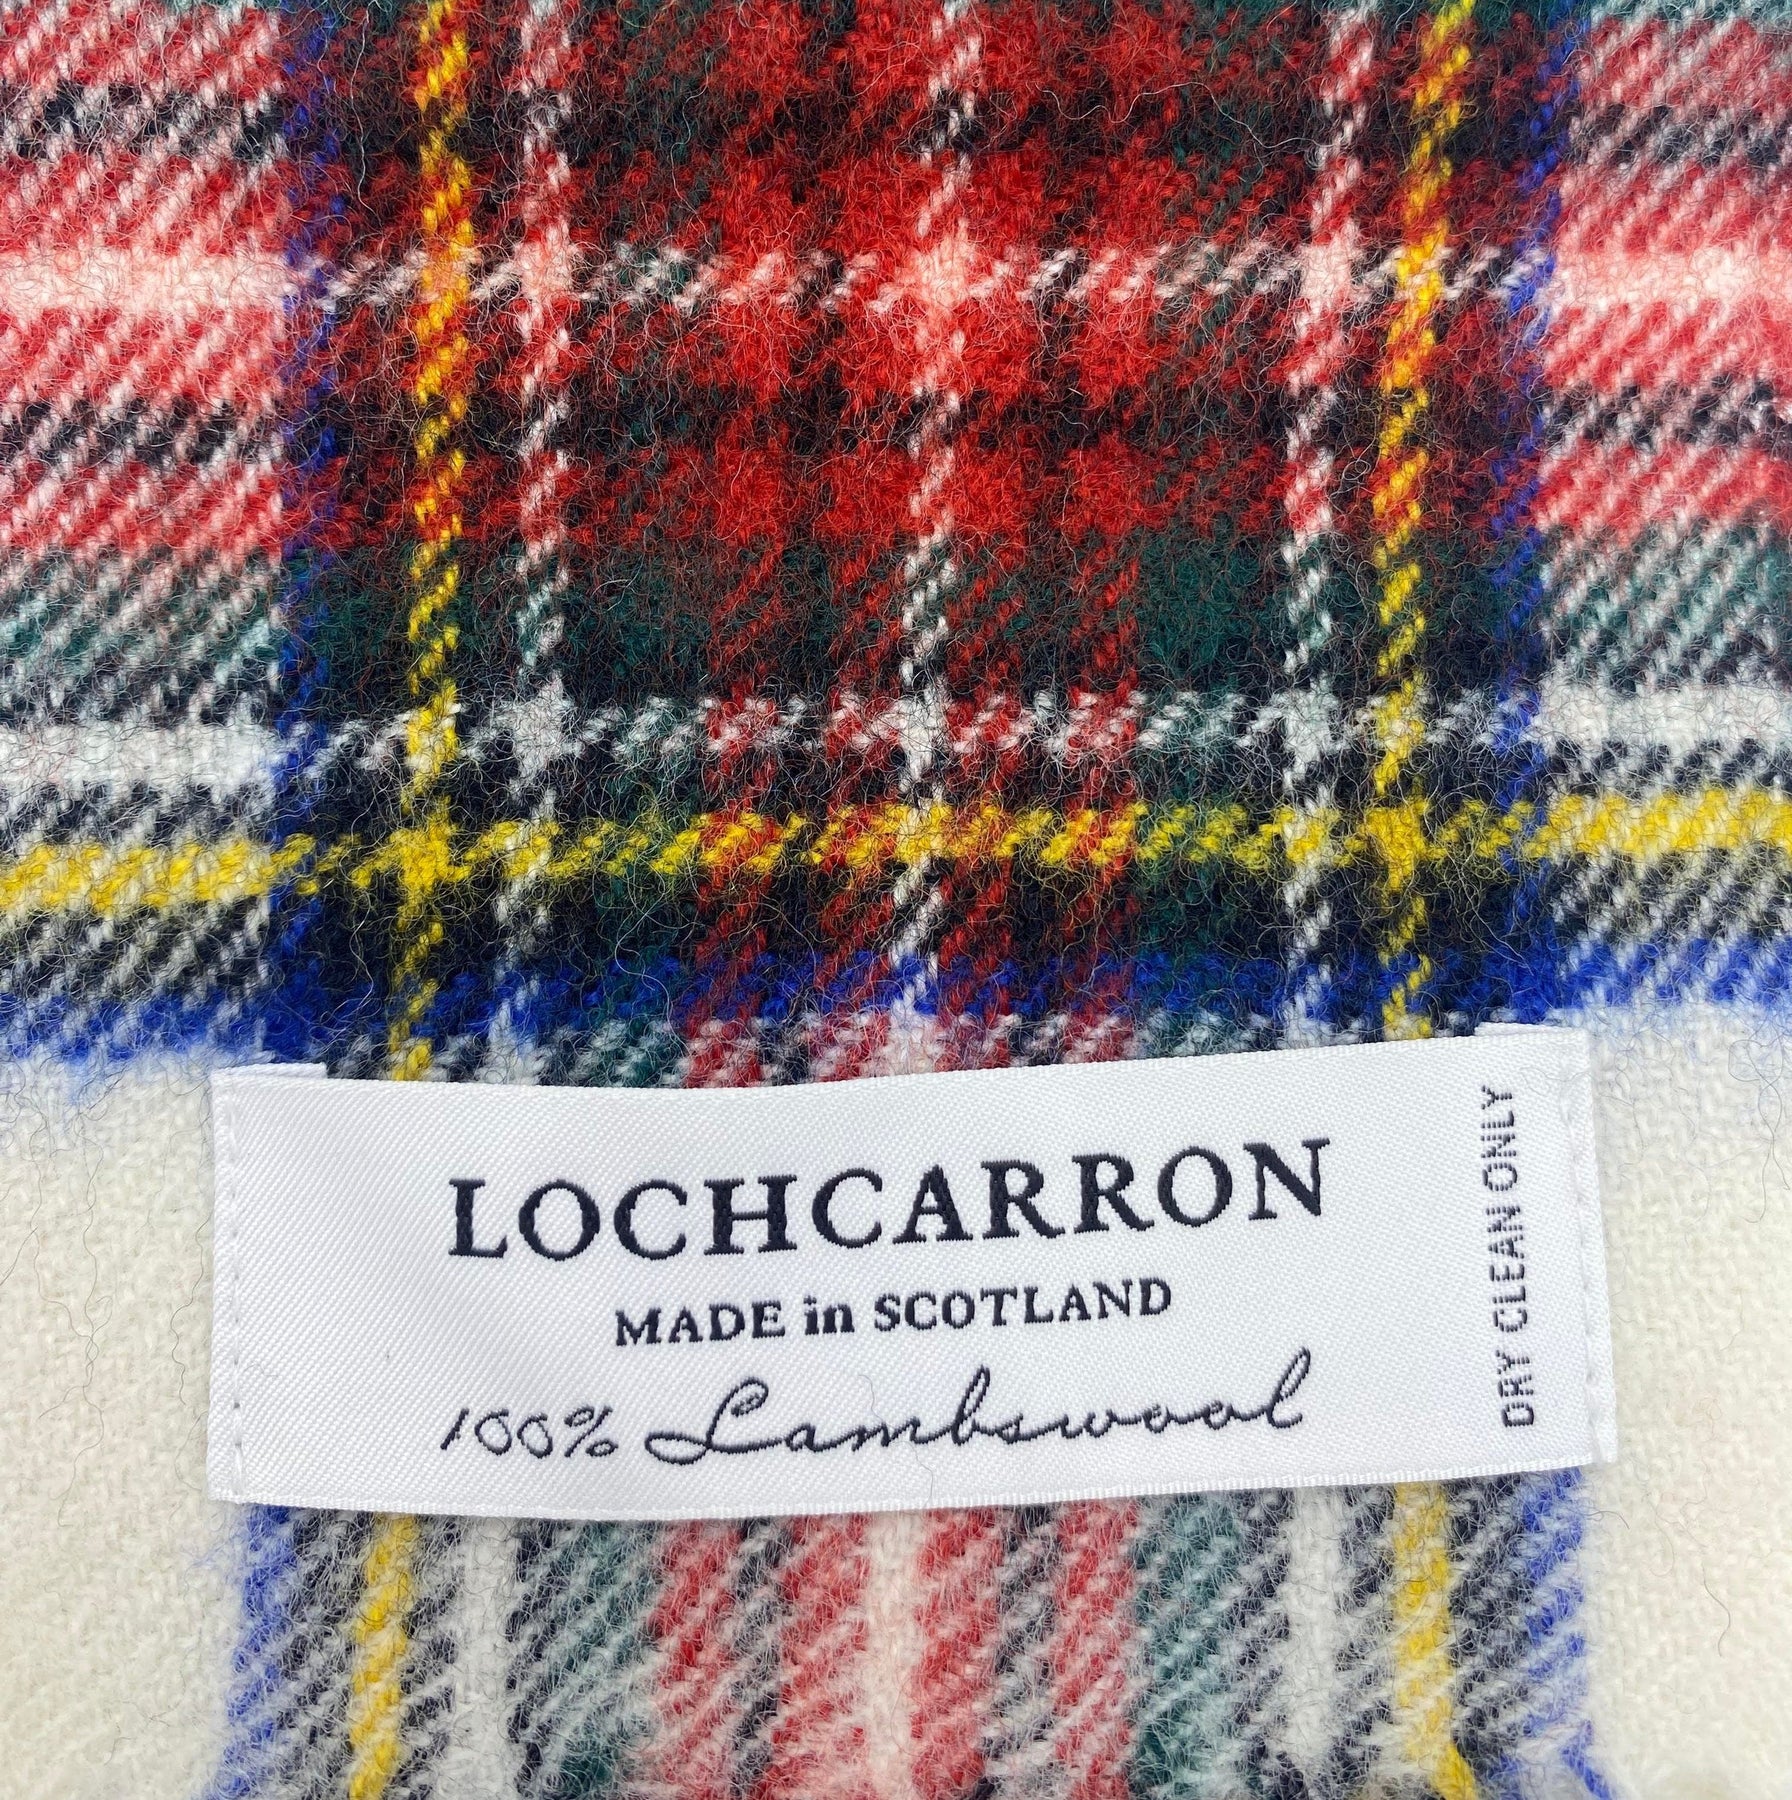 LOCHCARRON
MADE in SCOTLAND
100% Lambswool
DRY CLEAN ONLY